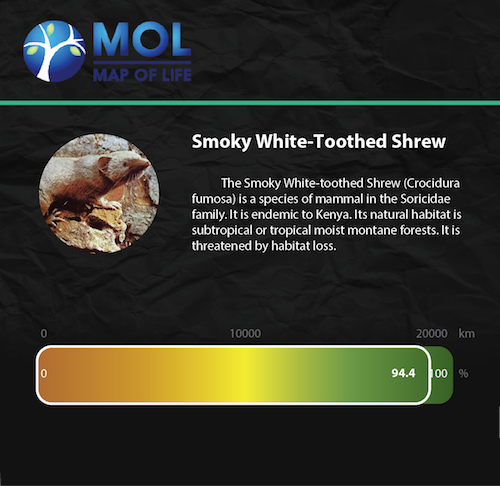 MOL
MAP OF LIFE
Smoky White-Toothed Shrew
The Smoky White-toothed Shrew (Crocidura
fumosa) is a species of mammal in the Soricidae
family. It is endemic to Kenya. Its natural habitat is
subtropical or tropical moist montane forests. It is
threatened by habitat loss.
0 10000 20000 km
0 94.4 100 %